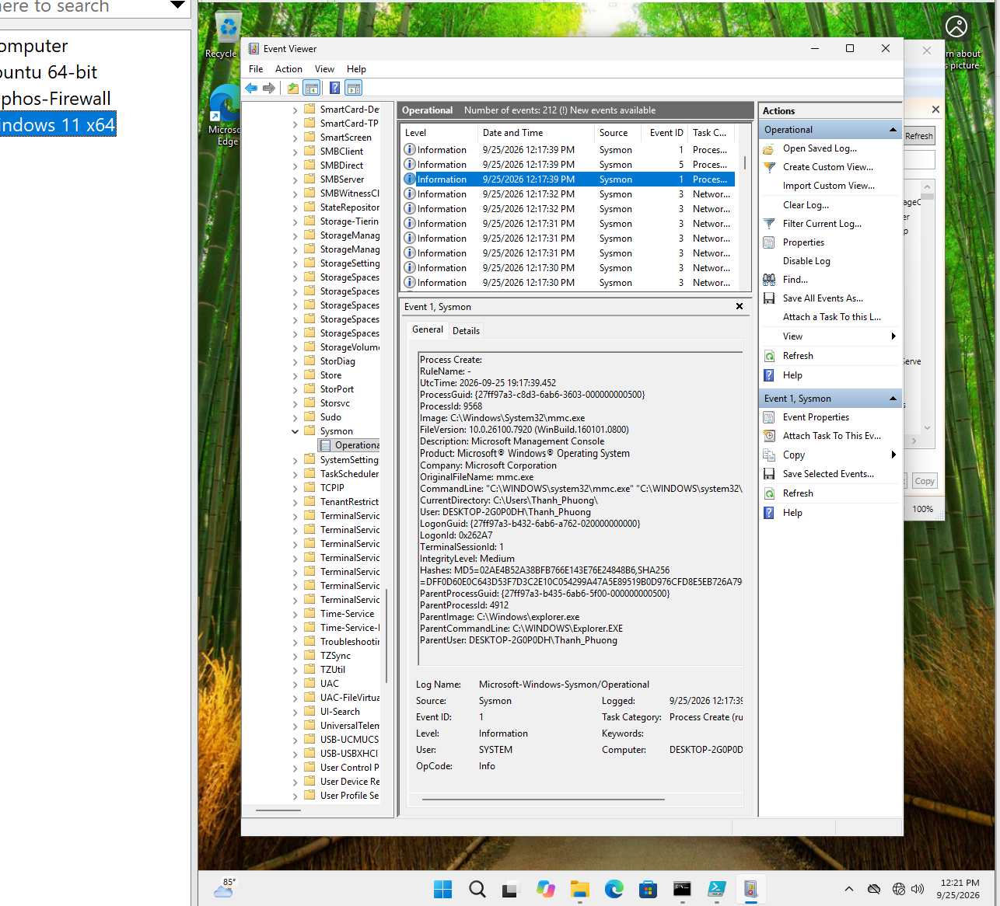 ere to search
omputer
untu 64-bit
phos-Firewall
indows 11 x64
Recycle
Edge
rn about
picture
Event Viewer
File Action View Help
SmartCard-De
SmartCard-TP
SmartScreen
SMBClient
SMBDirect
SMBServer
SMBWitnessCl
StateRepositor
Storage-Tierin
StorageManag
StorageManag
StorageSetting
StorageSpaces
StorageSpaces
StorageSpaces
StorageSpaces
StorageSpaces
StorageVolum
StorDiag
Store
StorPort
Storsvc
Sudo
Sysmon
Operationa
SystemSetting
TaskScheduler
TCPIP
TenantRestrict
TerminalServic
TerminalServic
TerminalServic
TerminalServic
TerminalServic
TerminalServic
TerminalServic
Time-Service
Time-Service-
Troubleshootin
TZSync
TZUtil
UAC
UAC-FileVirtua
UI-Search
UniversalTelem
USB-UCMUCS
USB-USBXHCI
User Control P
User Device Re
User Profile Se
Operational Number of events: 212 (!) New events available
Level Date and Time Source Event ID Task C...
Information 9/25/2026 12:17:39 PM Sysmon 1 Proces...
Information 9/25/2026 12:17:39 PM Sysmon 5 Proces...
Information 9/25/2026 12:17:39 PM Sysmon 1 Proces...
Information 9/25/2026 12:17:32 PM Sysmon 3 Networ...
Information 9/25/2026 12:17:32 PM Sysmon 3 Networ...
Information 9/25/2026 12:17:31 PM Sysmon 3 Networ...
Information 9/25/2026 12:17:31 PM Sysmon 3 Networ...
Information 9/25/2026 12:17:31 PM Sysmon 3 Networ...
Information 9/25/2026 12:17:30 PM Sysmon 3 Networ...
Information 9/25/2026 12:17:30 PM Sysmon 3 Networ...
Event 1, Sysmon
General Details
Process Create:
RuleName: -
UtcTime: 2026-09-25 19:17:39.452
ProcessGuid: {27ff97a3-c8d3-6ab6-3603-000000000500}
ProcessId: 9568
Image: C:\Windows\System32\mmc.exe
FileVersion: 10.0.26100.7920 (WinBuild.160101.0800)
Description: Microsoft Management Console
Product: Microsoft® Windows® Operating System
Company: Microsoft Corporation
OriginalFileName: mmc.exe
CommandLine: "C:\WINDOWS\system32\mmc.exe" "C:\WINDOWS\system32\
CurrentDirectory: C:\Users\Thanh_Phuong\
User: DESKTOP-2G0P0DH\Thanh_Phuong
LogonGuid: {27ff97a3-b432-6ab6-a762-020000000000}
LogonId: 0x262A7
TerminalSessionId: 1
IntegrityLevel: Medium
Hashes: MD5=02AE4B52A38BFB766E143E76E24848B6,SHA256
=DFF0D60E0C643D53F7D3C2E10C054299A47A5E89519B0D976CFD8E5EB726A79
ParentProcessGuid: {27ff97a3-b435-6ab6-5f00-000000000500}
ParentProcessId: 4912
ParentImage: C:\Windows\explorer.exe
ParentCommandLine: C:\WINDOWS\Explorer.EXE
ParentUser: DESKTOP-2G0P0DH\Thanh_Phuong
Log Name: Microsoft-Windows-Sysmon/Operational
Source: Sysmon Logged: 9/25/2026 12:17:39
Event ID: 1 Task Category: Process Create (ru
Level: Information Keywords:
User: SYSTEM Computer: DESKTOP-2G0P0D
OpCode: Info
Actions
Operational
Open Saved Log...
Create Custom View...
Import Custom View...
Clear Log...
Filter Current Log...
Properties
Disable Log
Find...
Save All Events As...
Attach a Task To this L...
View
Refresh
Help
Event 1, Sysmon
Event Properties
Attach Task To This Ev...
Copy
Save Selected Events...
Refresh
Help
Refresh
Serve
Copy
100%
85°
12:21 PM
9/25/2026